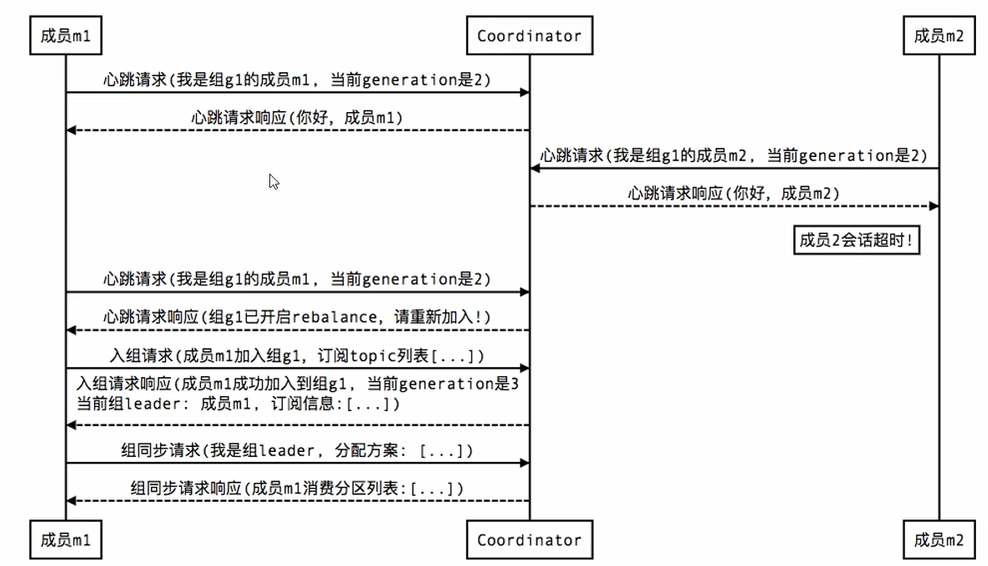 成员m1
Coordinator
成员m2
心跳请求(我是组g1的成员m1, 当前generation是2)
心跳请求响应(你好, 成员m1)
心跳请求(我是组g1的成员m2, 当前generation是2)
心跳请求响应(你好, 成员m2)
成员2会话超时!
心跳请求(我是组g1的成员m1, 当前generation是2)
心跳请求响应(组g1已开启rebalance, 请重新加入!)
入组请求(成员m1加入组g1, 订阅topic列表[...])
入组请求响应(成员m1成功加入到组g1, 当前generation是3
当前组leader: 成员m1, 订阅信息:[...])
组同步请求(我是组leader, 分配方案: [...])
组同步请求响应(成员m1消费分区列表:[...])
成员m1
Coordinator
成员m2